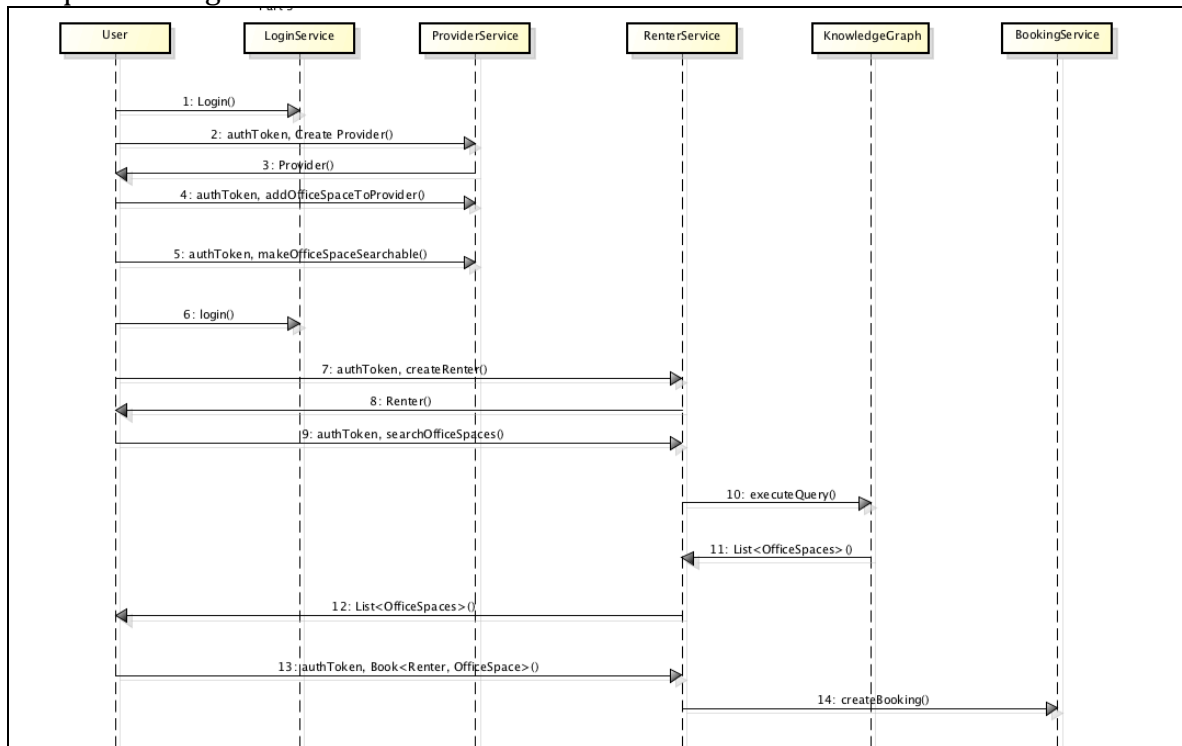 User LoginService ProviderService RenterService KnowledgeGraph BookingService
1: Login()
2: authToken, Create Provider()
3: Provider()
4: authToken, addOfficeSpaceToProvider()
5: authToken, makeOfficeSpaceSearchable()
6: login()
7: authToken, createRenter()
8: Renter()
9: authToken, searchOfficeSpaces()
10: executeQuery()
11: List<OfficeSpaces>()
12: List<OfficeSpaces>()
13: authToken, Book<Renter, OfficeSpace>()
14: createBooking()